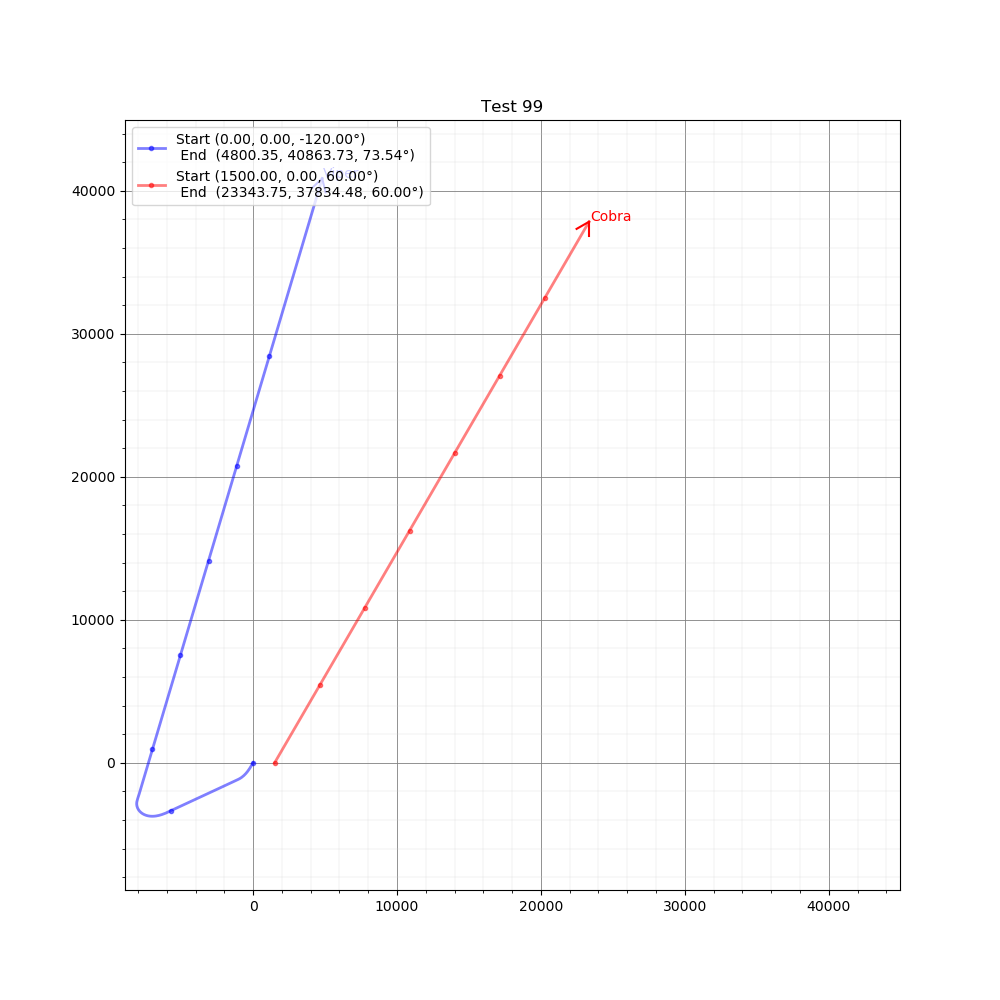 Test 99
Start (0.00, 0.00, -120.00°)
End (4800.35, 40863.73, 73.54°)
Start (1500.00, 0.00, 60.00°)
End (23343.75, 37834.48, 60.00°)
Cobra
40000
30000
20000
10000
0
0 10000 20000 30000 40000